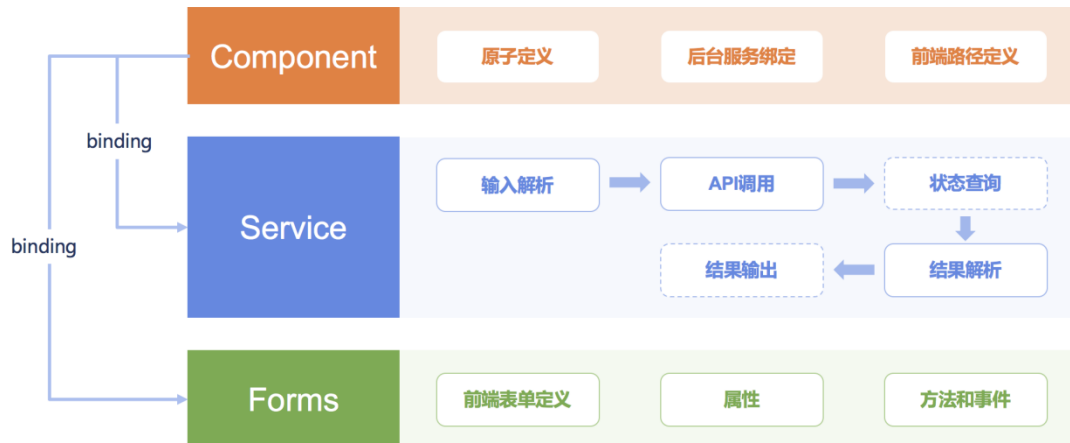 Component
原子定义
后台服务绑定
前端路径定义
binding
binding
Service
输入解析
API调用
状态查询
结果输出
结果解析
Forms
前端表单定义
属性
方法和事件